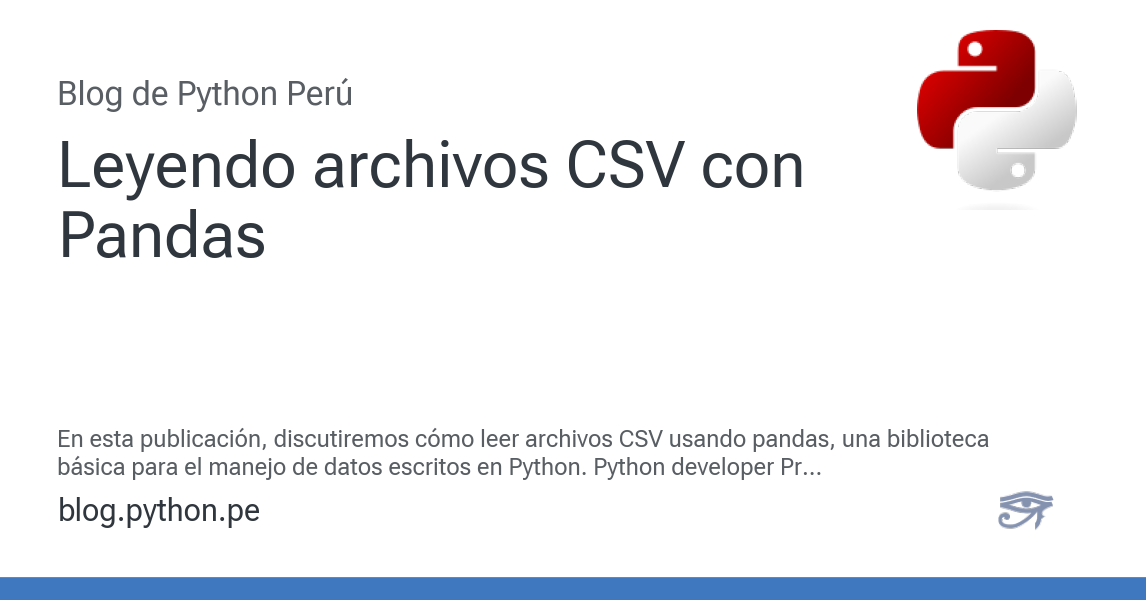 Blog de Python Perú
Leyendo archivos CSV con
Pandas
En esta publicación, discutiremos cómo leer archivos CSV usando pandas, una biblioteca
básica para el manejo de datos escritos en Python. Python developer Pr...
blog.python.pe